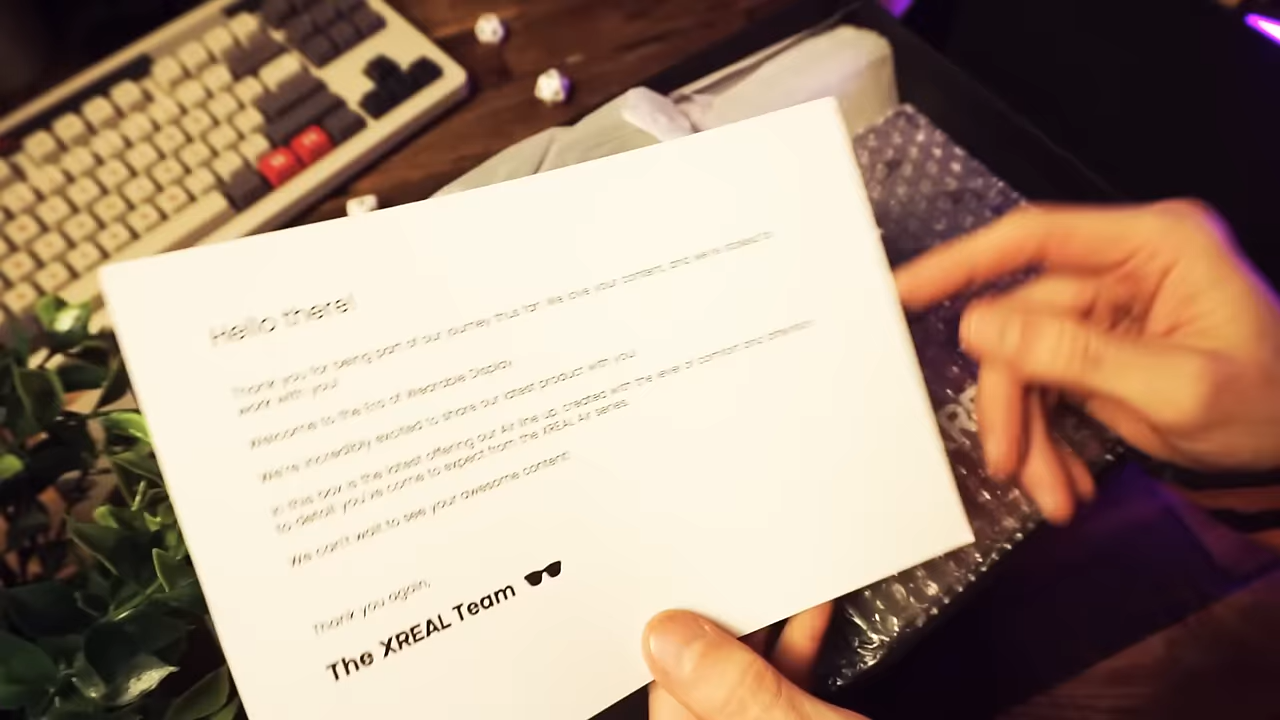 Hello there!
Thank you for being part of our journey thus far! We love your content, and we're excited to
work with you!
Welcome to the Era of Wearable Display
We're incredibly excited to share our latest product with you!
In this box is the latest offering our Air line up, created with the level of comfort and attention
to detail you've come to expect from the XREAL Air series.
We can't wait to see your awesome content!
Thank you again,
The XREAL Team